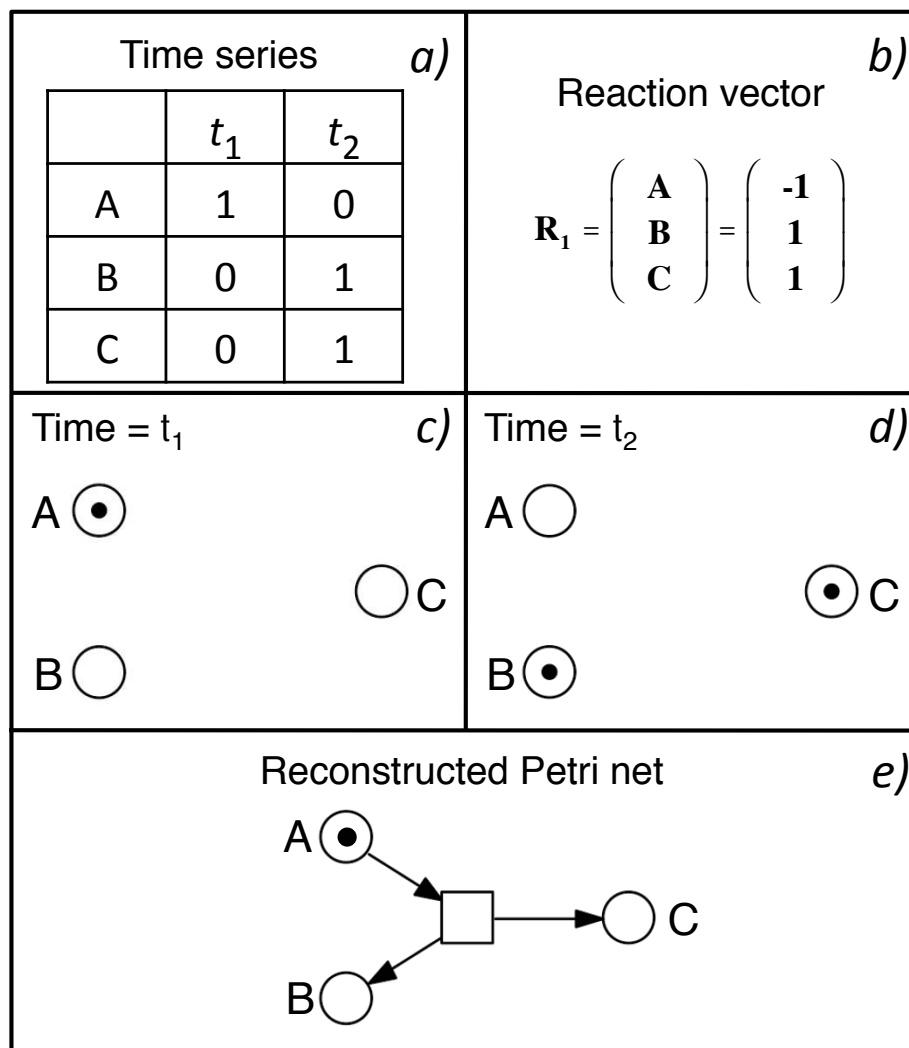 Time series a)
t1 t2
A 1 0
B 0 1
C 0 1
b)
Reaction vector
R1 = ( A B C ) = ( -1 1 1 )
Time = t1 c)
A
C
B
Time = t2 d)
A
C
B
Reconstructed Petri net e)
A
C
B